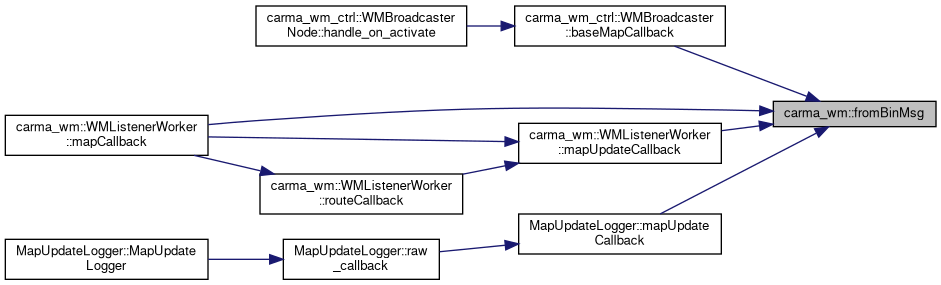 carma_wm_ctrl::WMBroadcaster
Node::handle_on_activate
carma_wm_ctrl::WMBroadcaster
::baseMapCallback
carma_wm::fromBinMsg
carma_wm::WMListenerWorker
::mapCallback
carma_wm::WMListenerWorker
::mapUpdateCallback
carma_wm::WMListenerWorker
::routeCallback
MapUpdateLogger::mapUpdate
Callback
MapUpdateLogger::MapUpdate
Logger
MapUpdateLogger::raw
_callback